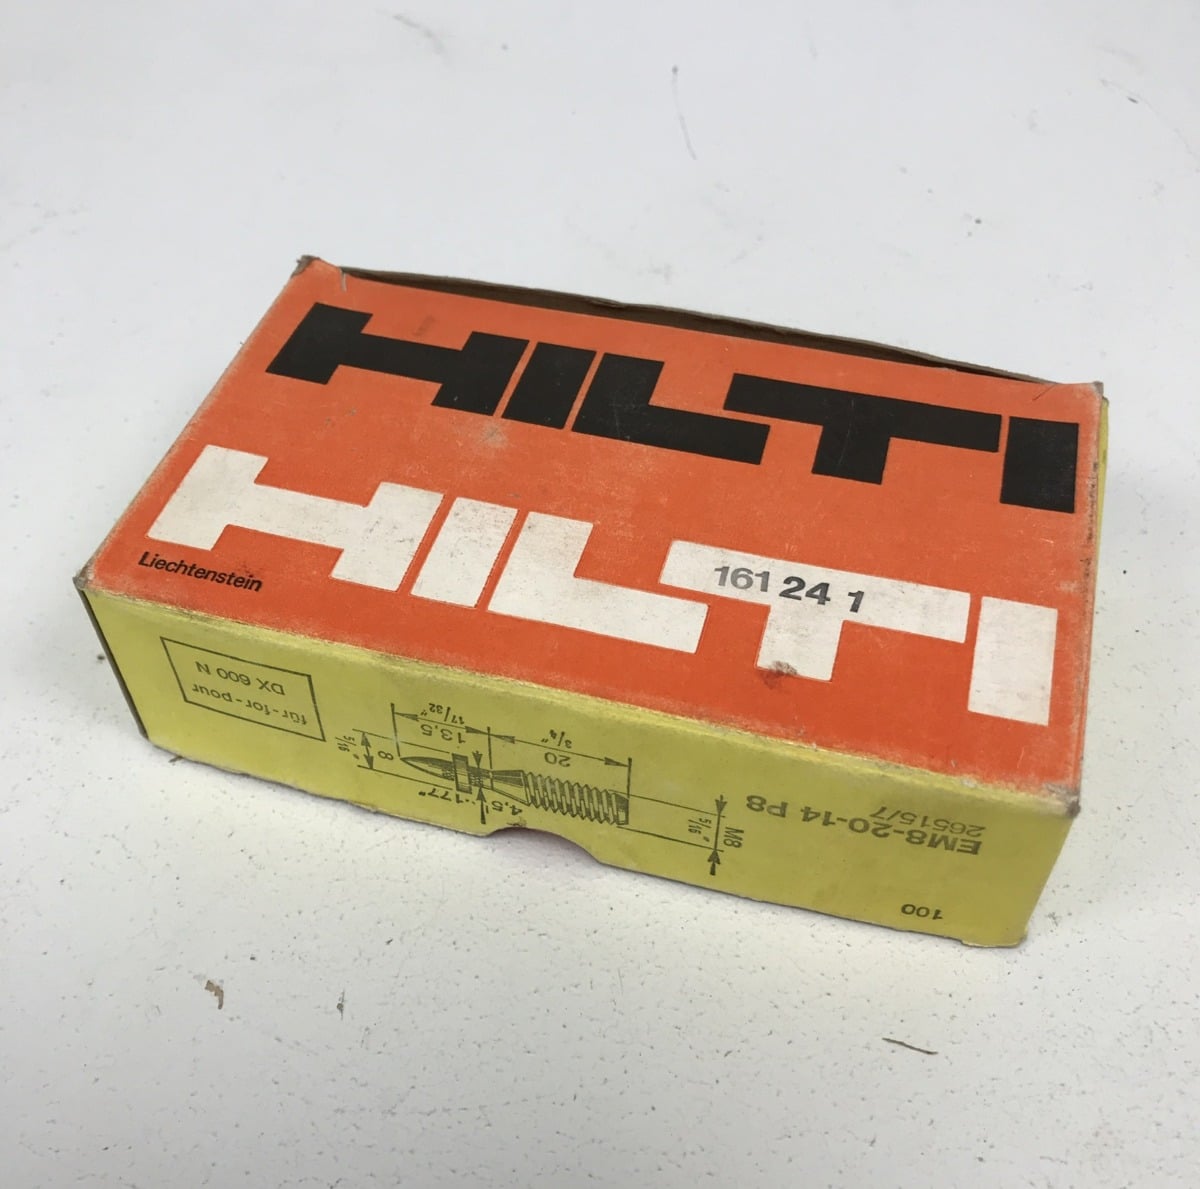 HILTI
HILTI
161 24 1
Liechtenstein
für-for-pour
DX 600 N
EM8-20-14 P8
26515/7
100
M8
5/16"
20
3/4"
13,5
17/32"
8
5/16"
4,5
.177"